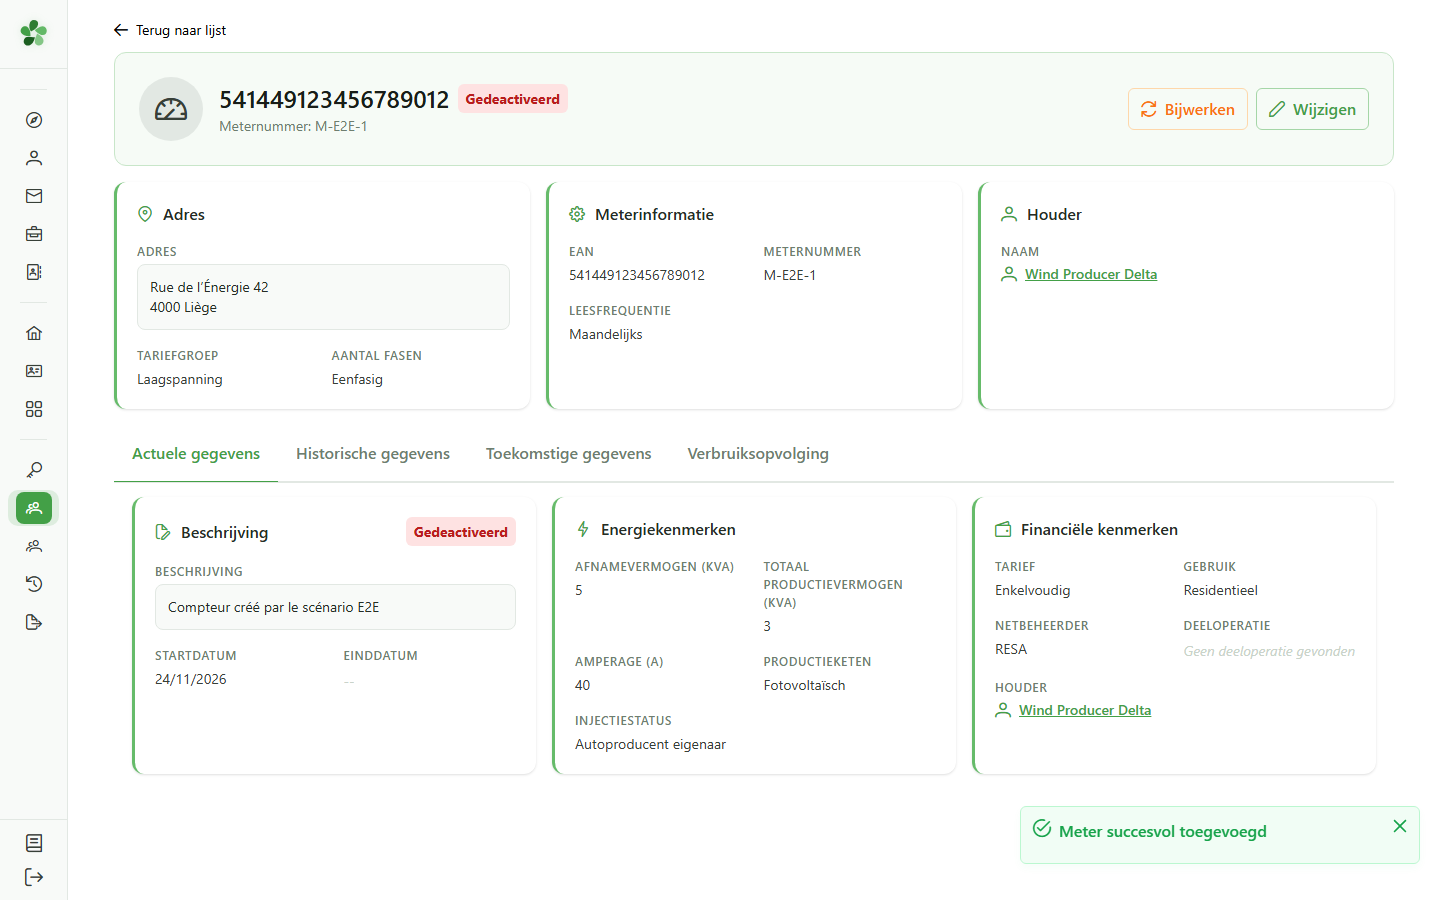 Terug naar lijst
541449123456789012
Gedeactiveerd
Meternummer: M-E2E-1
Bijwerken
Wijzigen
Adres
ADRES
Rue de l'Énergie 42
4000 Liège
TARIEFGROEP
AANTAL FASEN
Laagspanning
Eenfasig
Meterinformatie
EAN
METERNUMMER
541449123456789012
M-E2E-1
LEESFREQUENTIE
Maandelijks
Houder
NAAM
Wind Producer Delta
Actuele gegevens
Historische gegevens
Toekomstige gegevens
Verbruiksopvolging
Beschrijving
Gedeactiveerd
BESCHRIJVING
Compteur créé par le scénario E2E
STARTDATUM
EINDDATUM
24/11/2026
--
Energiekenmerken
AFNAMEVERMOGEN (KVA)
5
TOTAAL
PRODUCTIEVERMOGEN
(KVA)
3
AMPERAGE (A)
PRODUCTIEKETEN
40
Fotovoltaïsch
INJECTIESTATUS
Autoproducent eigenaar
Financiële kenmerken
TARIEF
GEBRUIK
Enkelvoudig
Residentieel
NETBEHEERDER
DEELOPERATIE
RESA
Geen deeloperatie gevonden
HOUDER
Wind Producer Delta
Meter succesvol toegevoegd